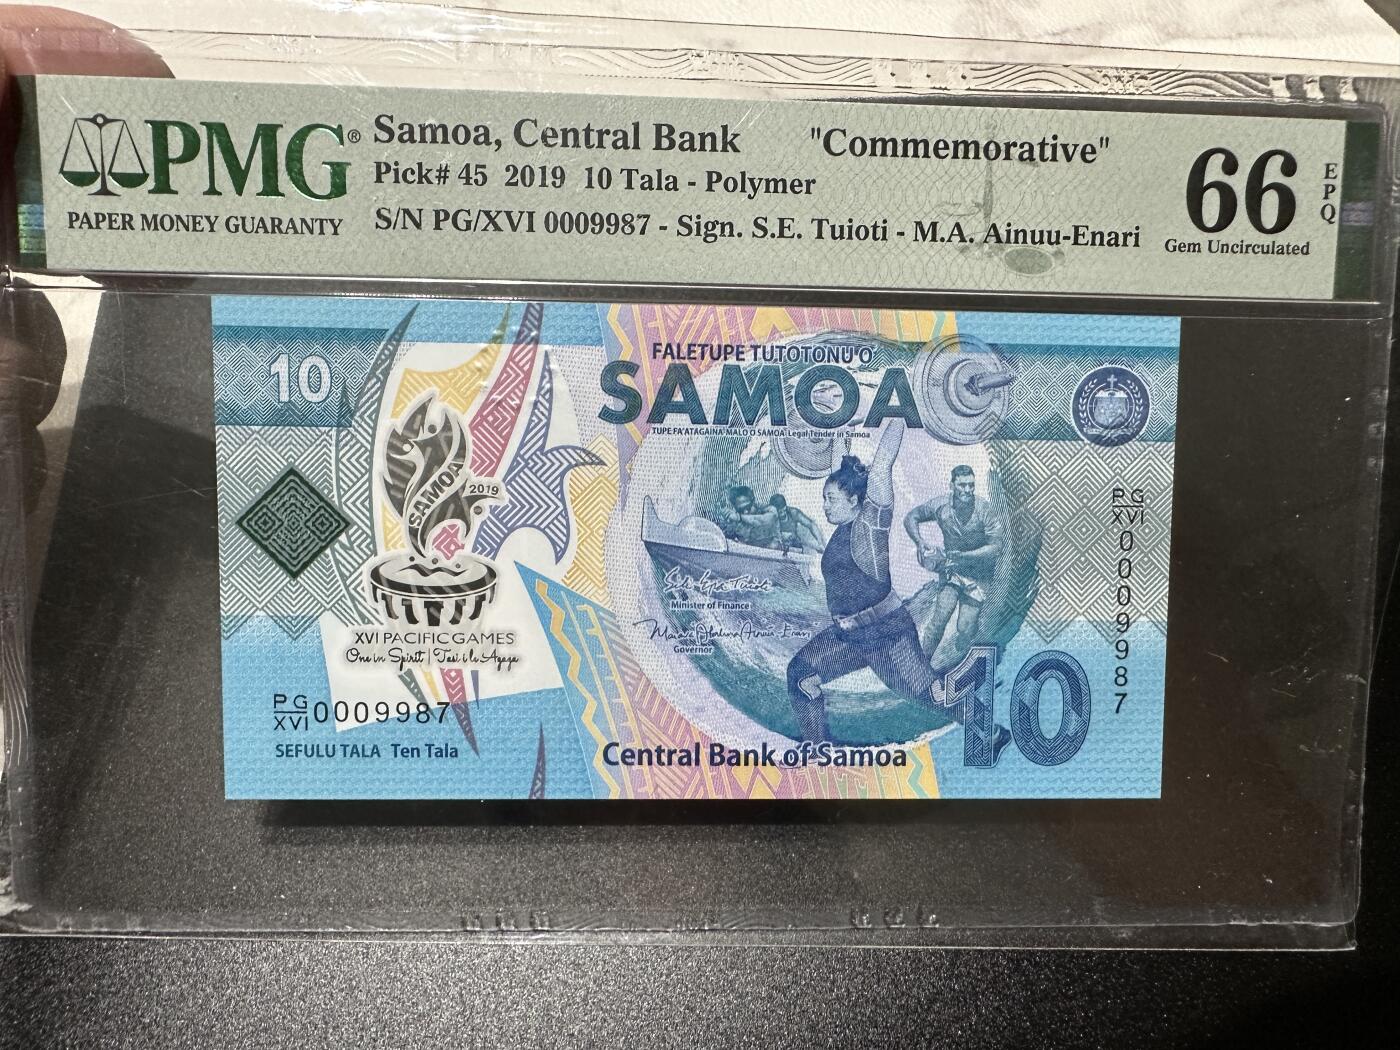 PMG®
PAPER MONEY GUARANTY
Samoa, Central Bank "Commemorative"
Pick# 45 2019 10 Tala - Polymer
S/N PG/XVI 0009987 - Sign. S.E. Tuioti - M.A. Ainuu-Enari
66
EPQ
Gem Uncirculated
10
FALETUPE TUTOTONU O
SAMOA
TUPE FA'ATAGAINA MALO O SAMOA Legal Tender in Samoa
SAMOA
2019
XVI PACIFIC GAMES
One in Spirit | Tasi i le Agaga
PG
XVI 0009987
SEFULU TALA Ten Tala
Minister of Finance
Governor
Central Bank of Samoa
PG
XVI
0009987
10